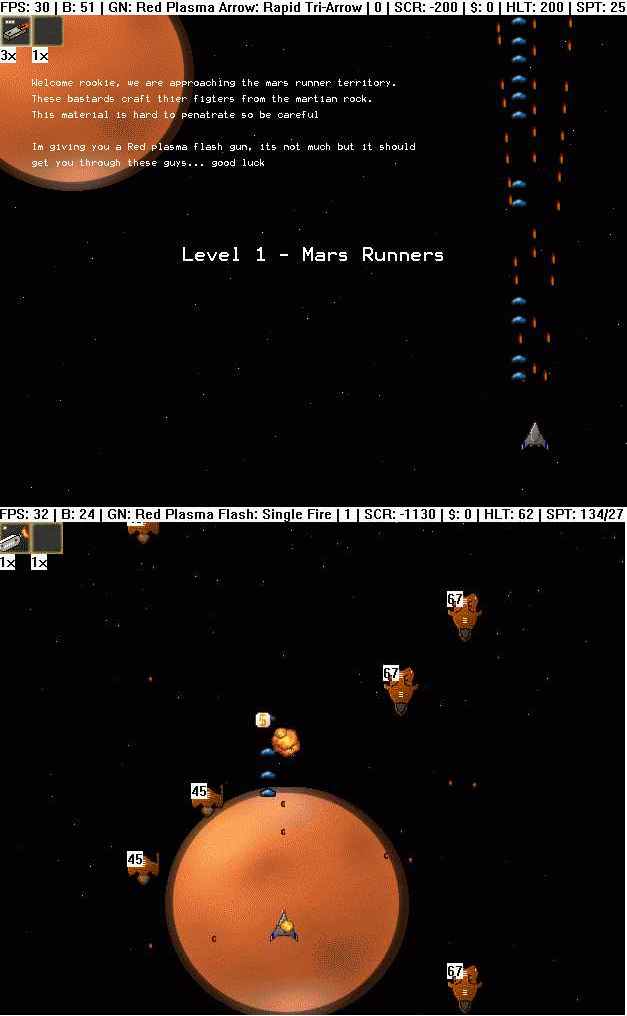 FPS: 30 | B: 51 | GN: Red Plasma Arrow: Rapid Tri-Arrow | 0 | SCR: -200 | $: 0 | HLT: 200 | SPT: 25
3x 1x
Welcome rookie, we are approaching the mars runner territory.
These bastards craft thier figters from the martian rock.
This material is hard to penatrate so be careful
Im giving you a Red plasma flash gun, its not much but it should
get you through these guys... good luck
Level 1 - Mars Runners
FPS: 32 | B: 24 | GN: Red Plasma Flash: Single Fire | 1 | SCR: -1130 | $: 0 | HLT: 62 | SPT: 134/27
1x 1x
67
67
5
45
45
67